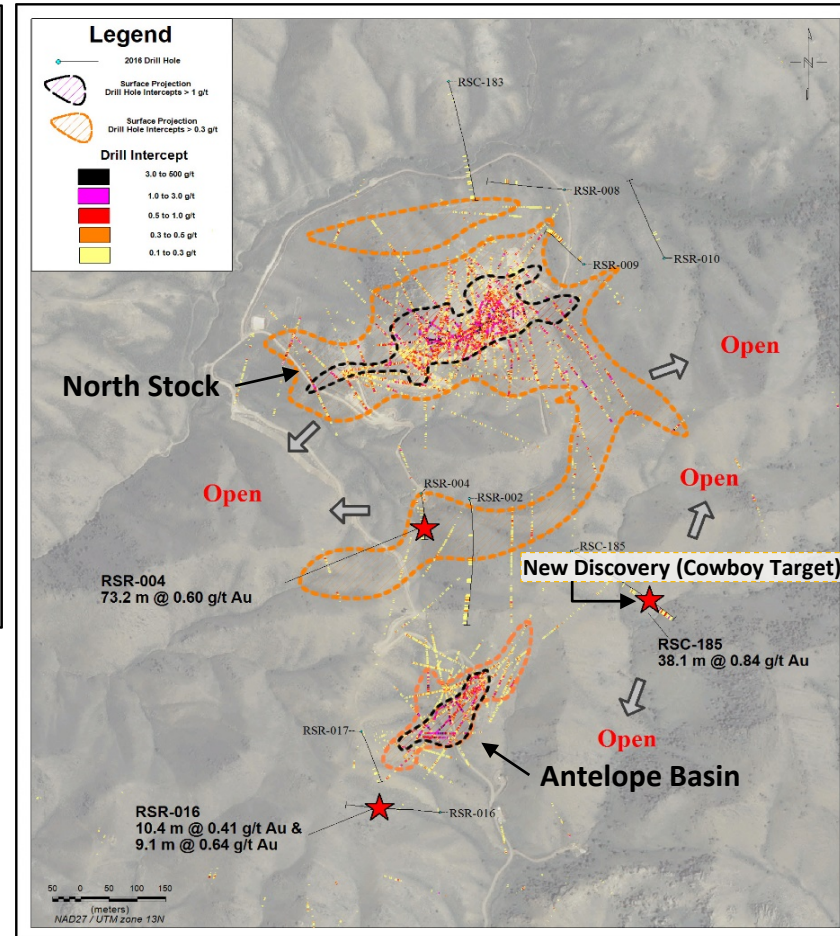 Legend
2016 Drill Hole
Surface Projection
Drill Hole Intercepts > 1 g/t
Surface Projection
Drill Hole Intercepts > 0.3 g/t
Drill Intercept
3.0 to 500 g/t
1.0 to 3.0 g/t
0.5 to 1.0 g/t
0.3 to 0.5 g/t
0.1 to 0.3 g/t
N
RSC-183
RSR-008
RSR-009
RSR-010
Open
North Stock
Open
RSR-004
RSR-002
Open
RSR-004
73.2 m @ 0.60 g/t Au
RSC-185
New Discovery (Cowboy Target)
RSC-185
38.1 m @ 0.84 g/t Au
Open
RSR-017
Antelope Basin
RSR-016
10.4 m @ 0.41 g/t Au &
9.1 m @ 0.64 g/t Au
RSR-016
50 0 50 100 150
(meters)
NAD27 / UTM zone 13N